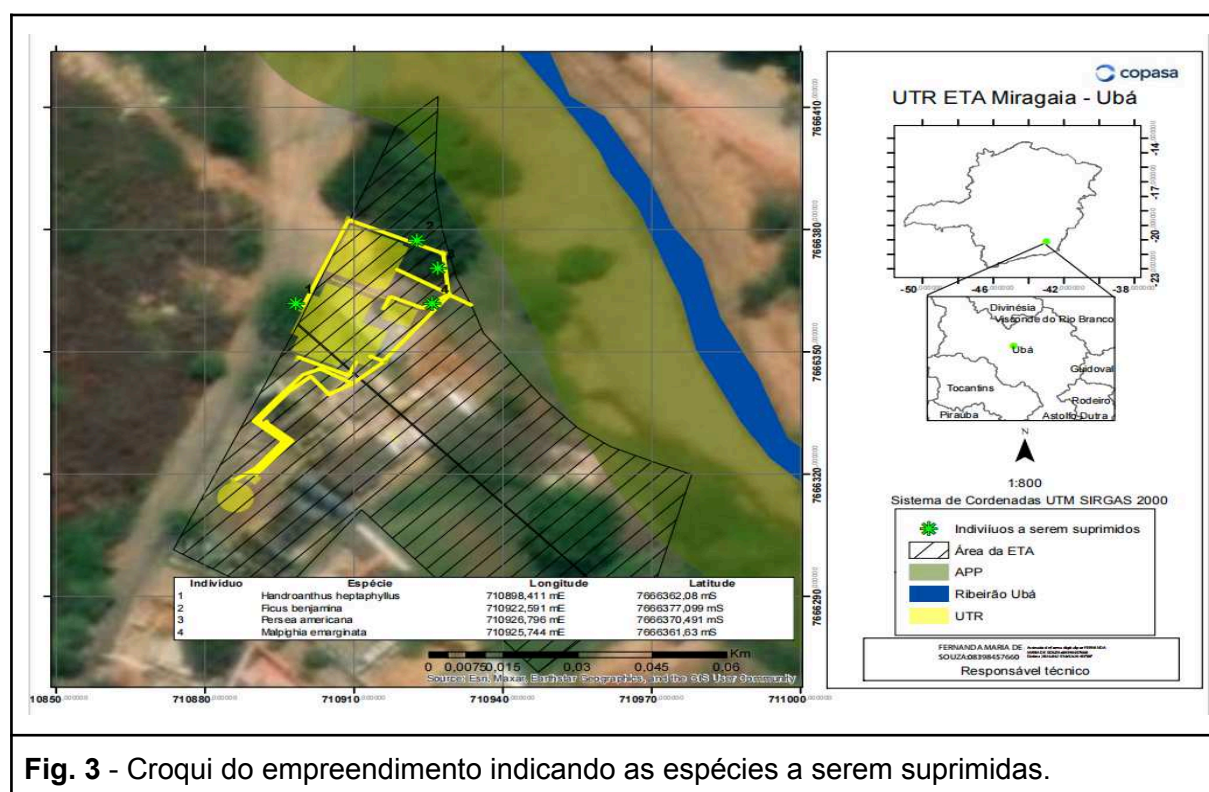 copasa
UTR ETA Miragaia - Ubá
-14
-17
-20
-23
-50
-46
-42
-38
Divinésia
Visconde do Rio Branco
Ubá
Guidoval
Tocantins
Rodeiro
Piraúba
Astolfo Dutra
N
1:800
Sistema de Cordenadas UTM SIRGAS 2000
Indivíiuos a serem suprimidos
Área da ETA
APP
Ribeirão Ubá
UTR
FERNANDA MARIA DE
SOUZA:08398457660
Responsável técnico
7666410
7666380
7666350
7666320
7666290
1
2
4
Indivíduo Espécie Longitude Latitude
1 Handroanthus heptaphyllus 710898,411 mE 7666362,08 mS
2 Ficus benjamina 710922,591 mE 7666377,099 mS
3 Persea americana 710926,796 mE 7666370,491 mS
4 Malpighia emarginata 710925,744 mE 7666361,63 mS
Km
0 0,0075 0,015 0,03 0,045 0,06
Source: Esri, Maxar, Earthstar Geographics, and the GIS User Community
710850 710880 710910 710940 710970 711000
Fig. 3 - Croqui do empreendimento indicando as espécies a serem suprimidas.